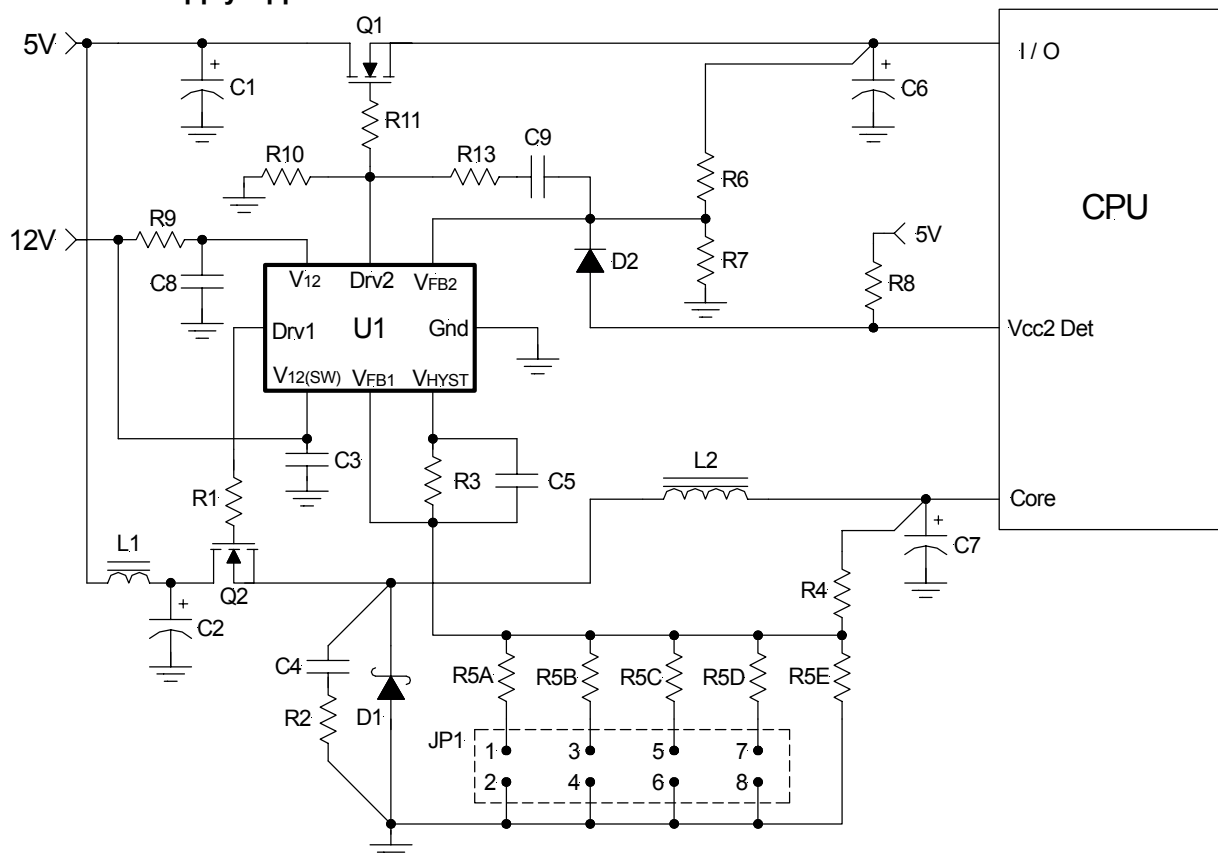 Q1
5V
I / O
+
C1
+
C6
R11
C9
R10
R13
R6
CPU
R9
12V
5V
V12
Drv2
VFB2
D2
R7
C8
R8
U1
Drv1
Gnd
Vcc2 Det
V12(SW)
VFB1
VHYST
L2
C3
R3
C5
R1
Core
+
C7
L1
Q2
R4
+
C2
C4
R5A
R5B
R5C
R5D
R5E
R2
D1
JP1
1
3
5
7
2
4
6
8